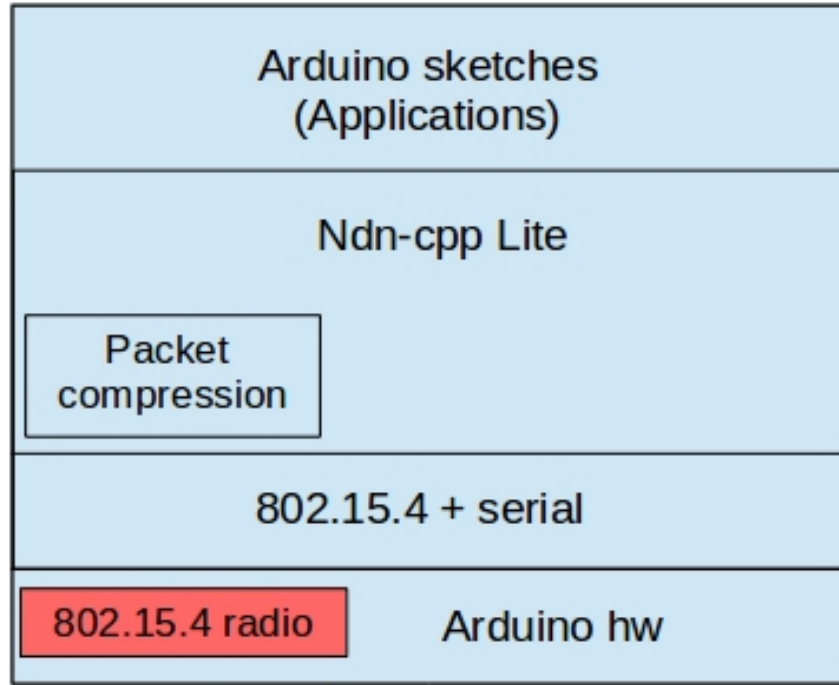 Arduino sketches
(Applications)
Ndn-cpp Lite
Packet
compression
802.15.4 + serial
802.15.4 radio
Arduino hw